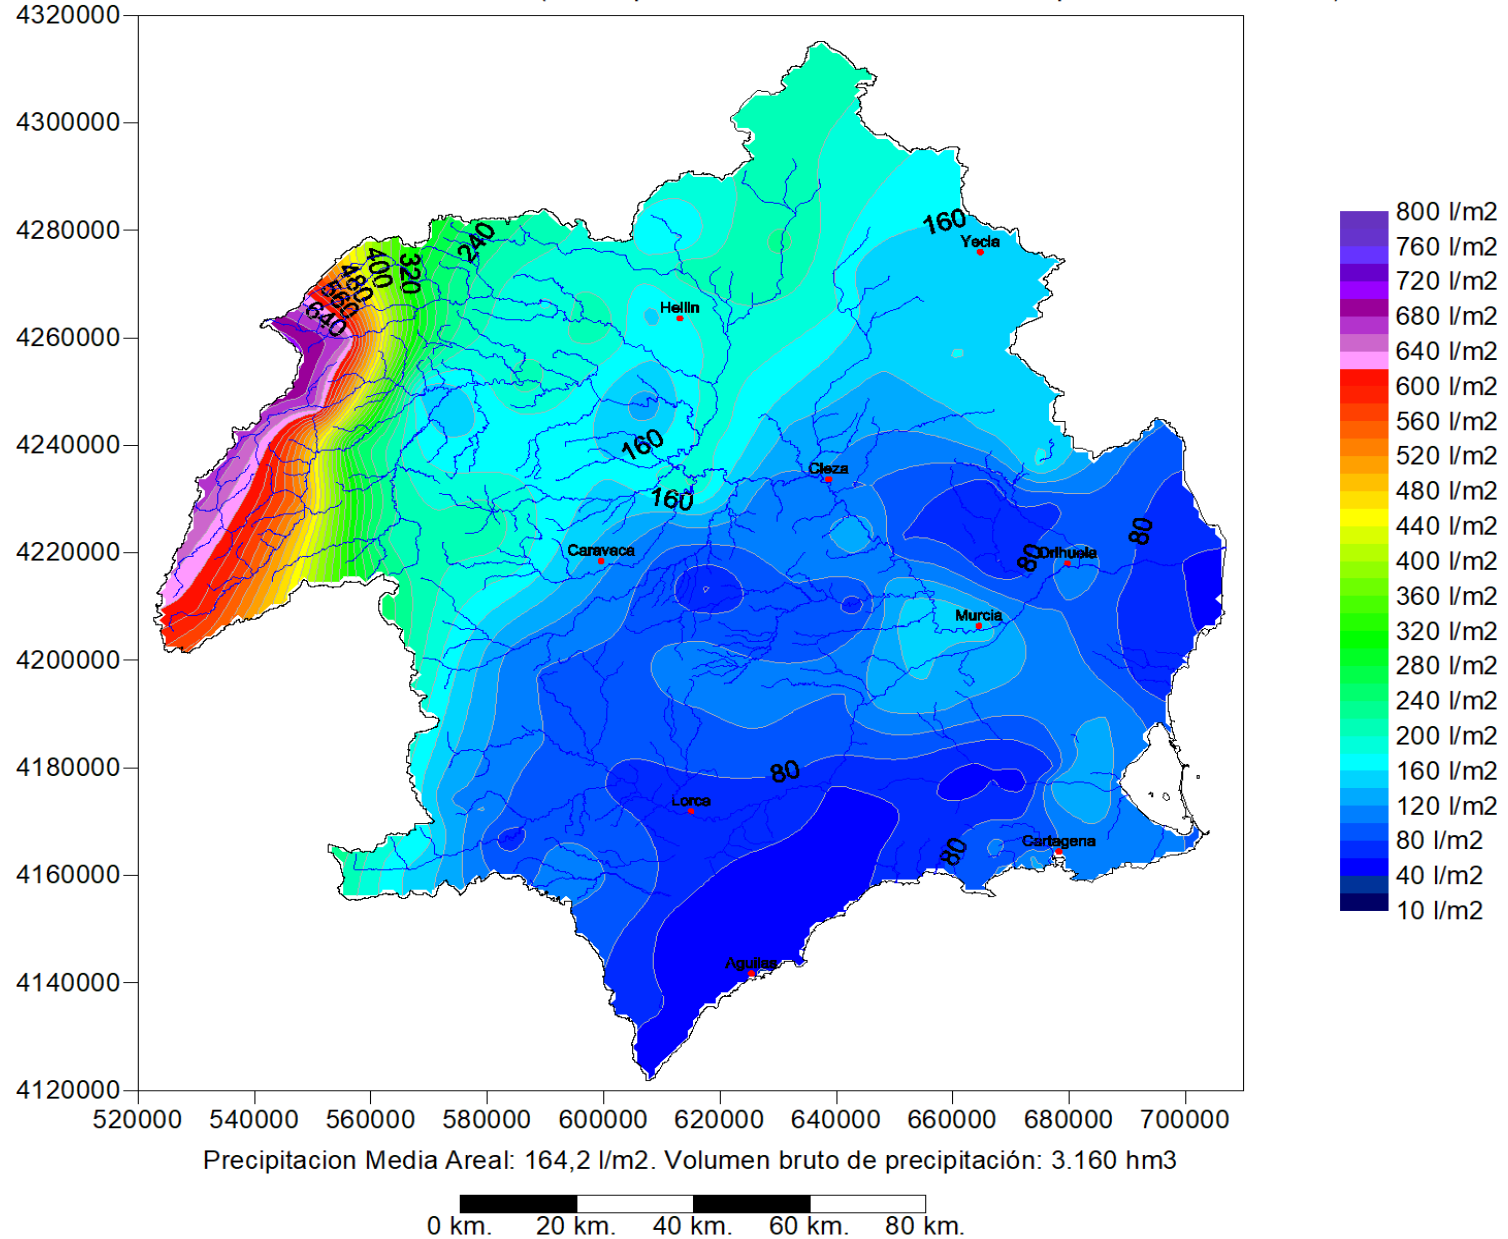 4320000
4300000
4280000
4260000
4240000
4220000
4200000
4180000
4160000
4140000
4120000
520000 540000 560000 580000 600000 620000 640000 660000 680000 700000
640
560
480
400
320
240
160
Yecla
Hellin
160
160
Cieza
Caravaca
80
Orihuela
80
Murcia
80
Lorca
80
Cartagena
Aguilas
800 l/m2
760 l/m2
720 l/m2
680 l/m2
640 l/m2
600 l/m2
560 l/m2
520 l/m2
480 l/m2
440 l/m2
400 l/m2
360 l/m2
320 l/m2
280 l/m2
240 l/m2
200 l/m2
160 l/m2
120 l/m2
80 l/m2
40 l/m2
10 l/m2
Precipitacion Media Areal: 164,2 l/m2. Volumen bruto de precipitación: 3.160 hm3
0 km. 20 km. 40 km. 60 km. 80 km.